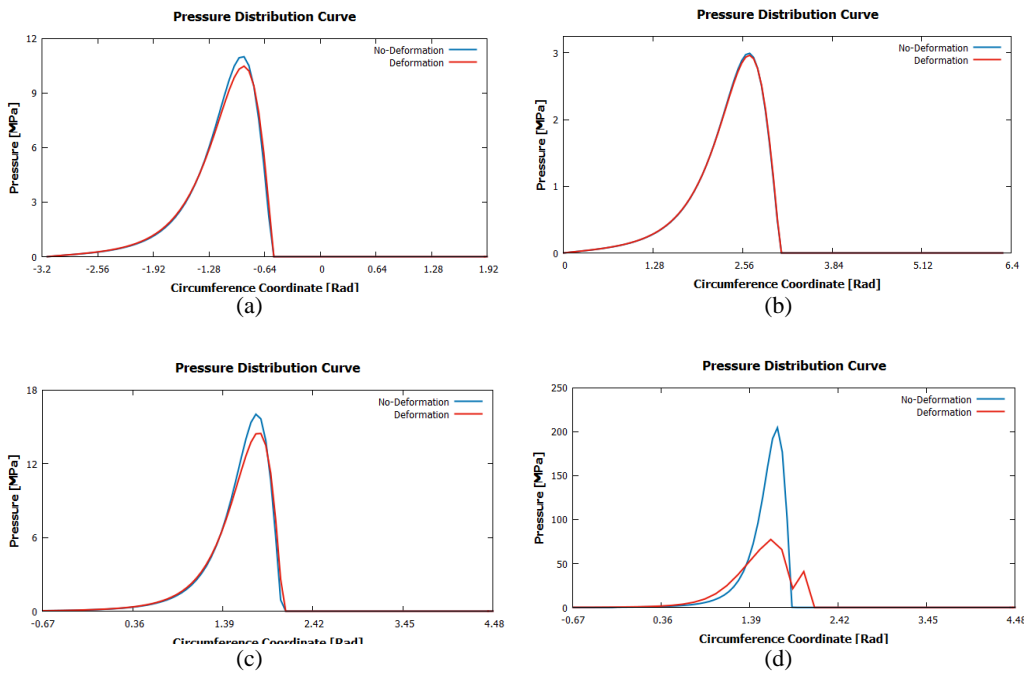 Pressure Distribution Curve
12
9
6
3
0
Pressure [MPa]
No-Deformation
Deformation
-3.2 -2.56 -1.92 -1.28 -0.64 0 0.64 1.28 1.92
Circumference Coordinate [Rad]
(a)
Pressure Distribution Curve
3
2
1
0
Pressure [MPa]
No-Deformation
Deformation
0 1.28 2.56 3.84 5.12 6.4
Circumference Coordinate [Rad]
(b)
Pressure Distribution Curve
18
12
6
0
Pressure [MPa]
No-Deformation
Deformation
-0.67 0.36 1.39 2.42 3.45 4.48
Circumference Coordinate [Rad]
(c)
Pressure Distribution Curve
250
200
150
100
50
0
Pressure [MPa]
No-Deformation
Deformation
-0.67 0.36 1.39 2.42 3.45 4.48
Circumference Coordinate [Rad]
(d)